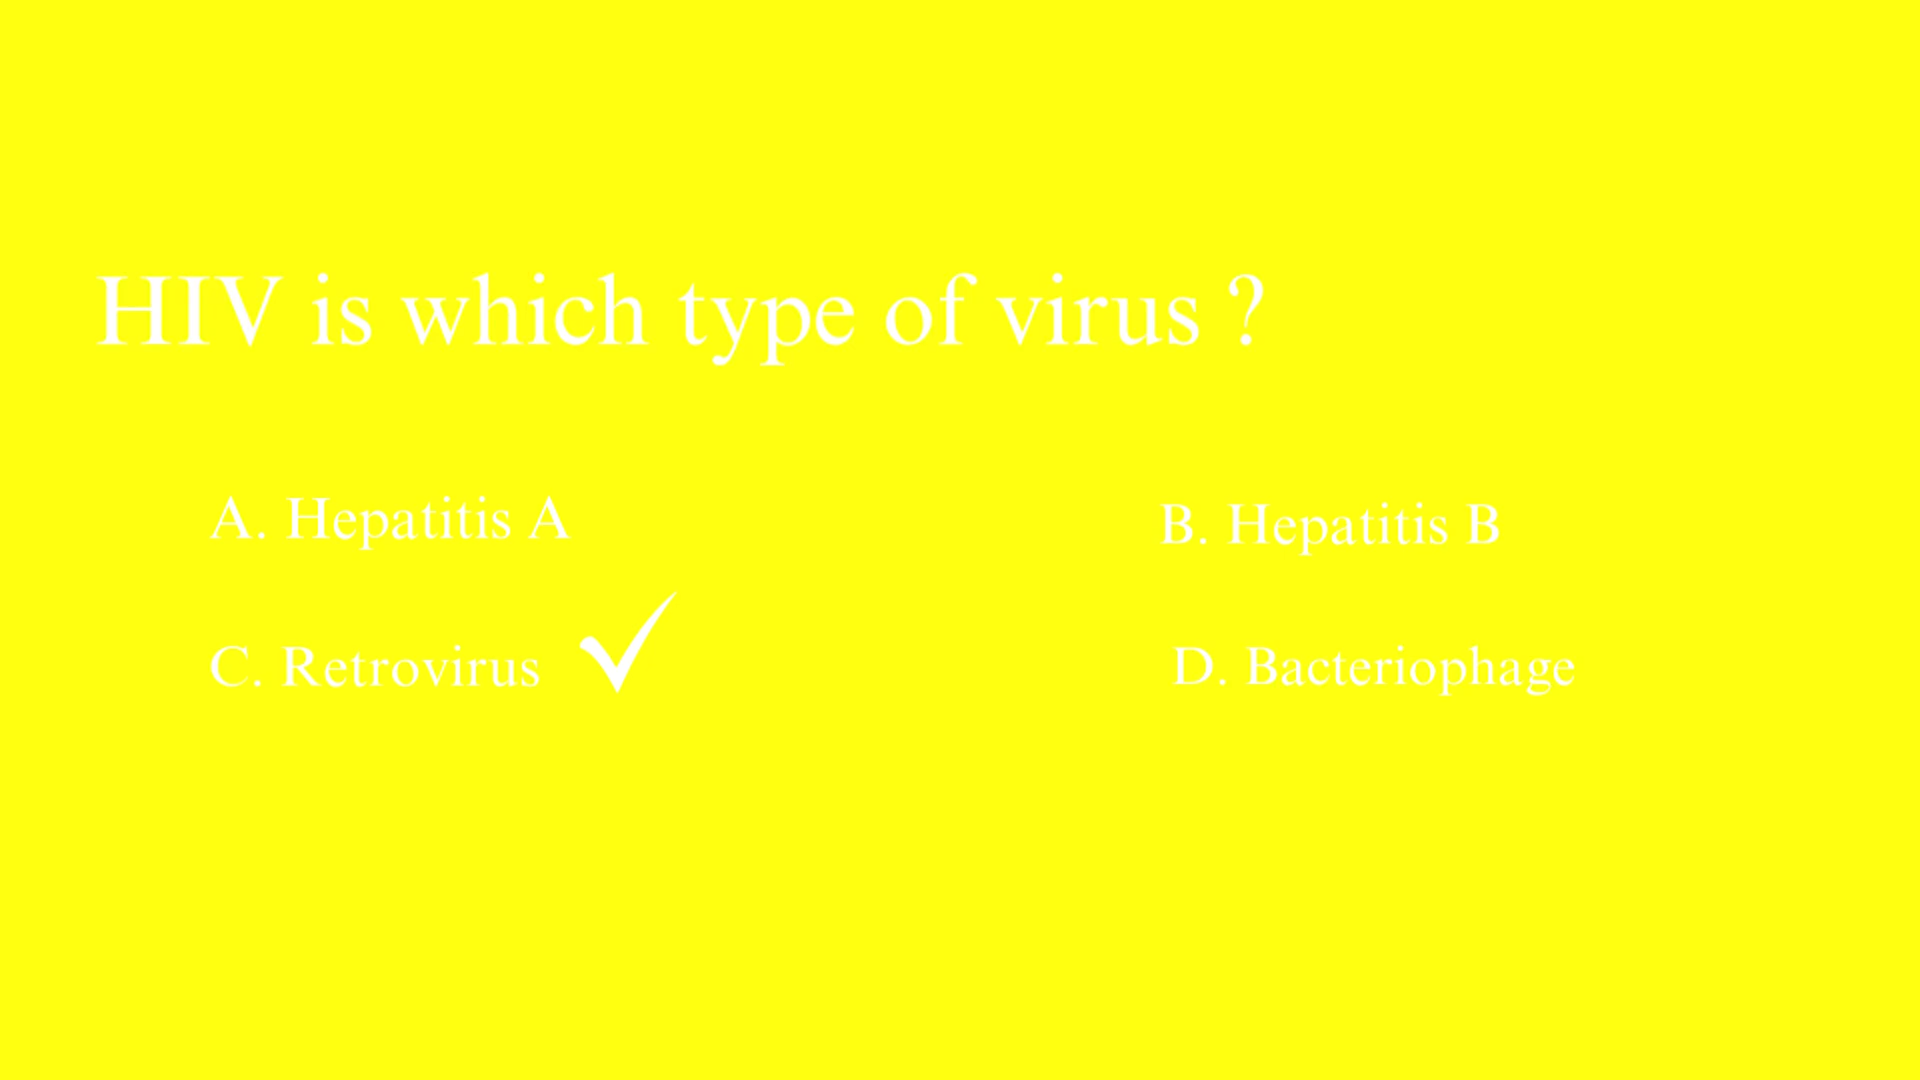 HIV is which type of virus ?
A. Hepatitis A
B. Hepatitis B
C. Retrovirus ✓
D. Bacteriophage